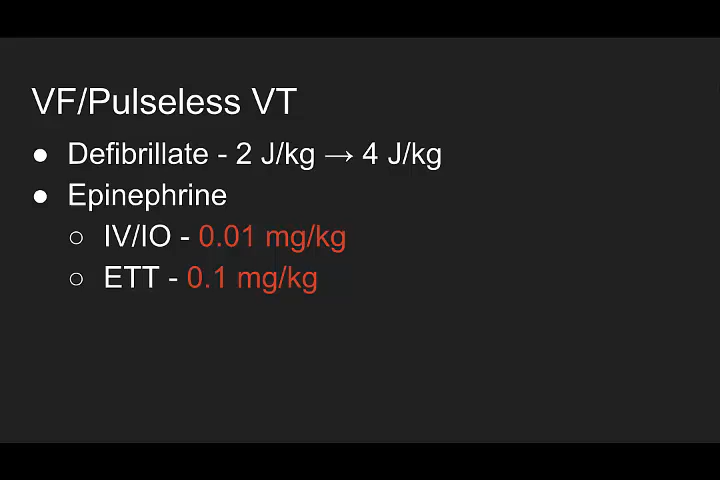 VF/Pulseless VT
● Defibrillate - 2 J/kg → 4 J/kg
● Epinephrine
○ IV/IO - 0.01 mg/kg
○ ETT - 0.1 mg/kg